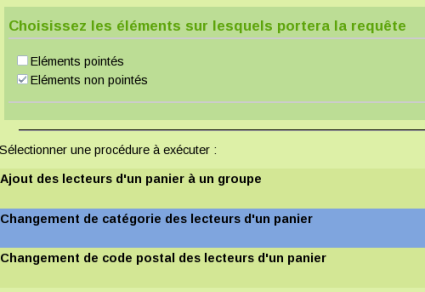 Choisissez les éléments sur lesquels portera la requête
Eléments pointés
Eléments non pointés
Sélectionner une procédure à exécuter :
Ajout des lecteurs d'un panier à un groupe
Changement de catégorie des lecteurs d'un panier
Changement de code postal des lecteurs d'un panier